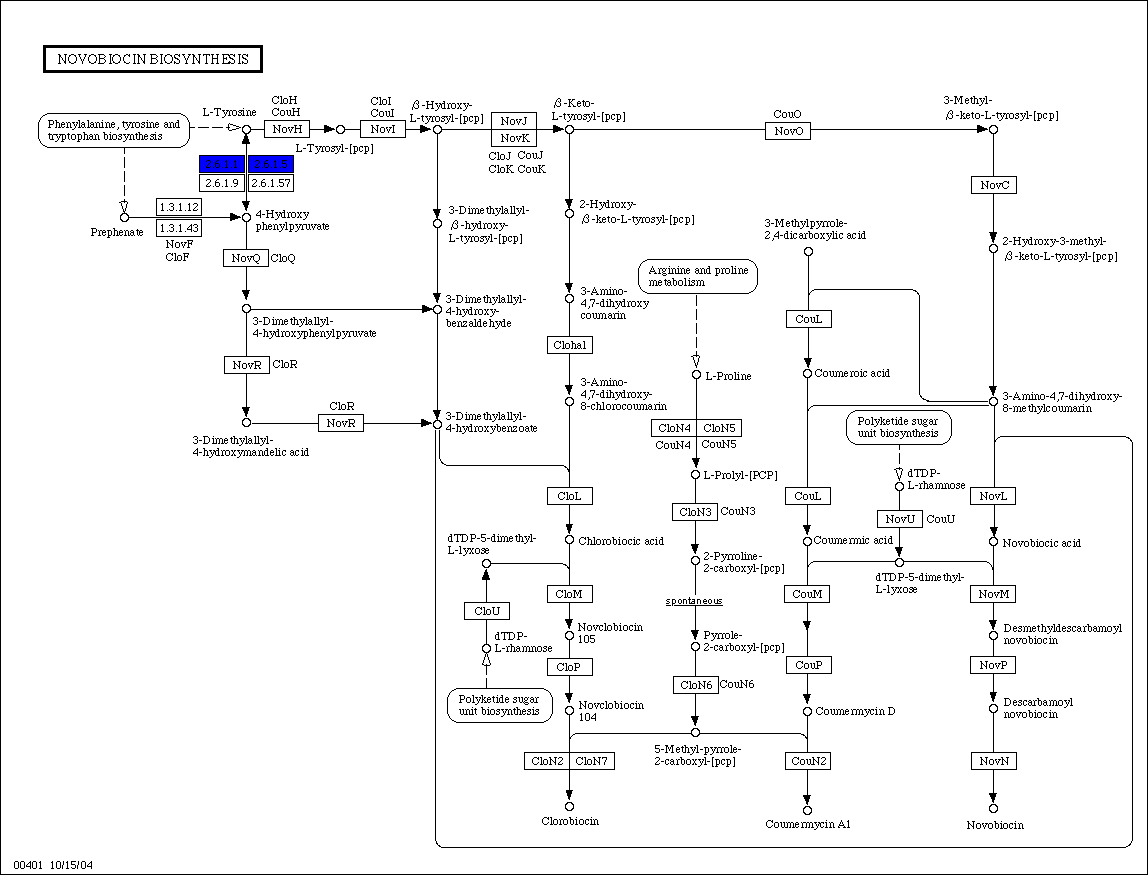 NOVOBIOCIN BIOSYNTHESIS
Phenylalanine, tyrosine and
tryptophan biosynthesis
L-Tyrosine
CloH
CouH
NovH
L-Tyrosyl-[pcp]
CloI
CouI
NovI
β-Hydroxy-
L-tyrosyl-[pcp]
NovJ
NovK
CloJ CouJ
CloK CouK
β-Keto-
L-tyrosyl-[pcp]
CouO
NovO
3-Methyl-
β-keto-L-tyrosyl-[pcp]
2.6.1.9
2.6.1.57
Prephenate
1.3.1.12
1.3.1.43
NovF
CloF
4-Hydroxy
phenylpyruvate
NovQ
CloQ
3-Dimethylallyl-
β-hydroxy-
L-tyrosyl-[pcp]
2-Hydroxy-
β-keto-L-tyrosyl-[pcp]
3-Methylpyrrole-
2,4-dicarboxylic acid
NovC
2-Hydroxy-3-methyl-
β-keto-L-tyrosyl-[pcp]
Arginine and proline
metabolism
3-Dimethylallyl-
4-hydroxyphenylpyruvate
3-Dimethylallyl-
4-hydroxy-
benzaldehyde
3-Amino-
4,7-dihydroxy
coumarin
CouL
Clohal
NovR
CloR
L-Proline
Coumeroic acid
3-Amino-
4,7-dihydroxy-
8-chlorocoumarin
3-Amino-4,7-dihydroxy-
8-methylcoumarin
CloR
NovR
3-Dimethylallyl-
4-hydroxybenzoate
3-Dimethylallyl-
4-hydroxymandelic acid
CloN4
CloN5
CouN4
CouN5
Polyketide sugar
unit biosynthesis
L-Prolyl-[PCP]
dTDP-
L-rhamnose
CloL
CouL
NovL
CloN3
CouN3
NovU
CouU
dTDP-5-dimethyl-
L-lyxose
Chlorobiocic acid
Coumermic acid
Novobiocic acid
2-Pyrroline-
2-carboxyl-[pcp]
dTDP-5-dimethyl-
L-lyxose
CloU
CloM
spontaneous
CouM
NovM
dTDP-
L-rhamnose
Novclobiocin
105
Pyrrole-
2-carboxyl-[pcp]
Desmethyldescarbamoyl
novobiocin
CloP
CouP
NovP
CloN6
CouN6
Polyketide sugar
unit biosynthesis
Novclobiocin
104
Coumermycin D
Descarbamoyl
novobiocin
5-Methyl-pyrrole-
2-carboxyl-[pcp]
CloN2
CloN7
CouN2
NovN
Clorobiocin
Coumermycin A1
Novobiocin
00401 10/15/04